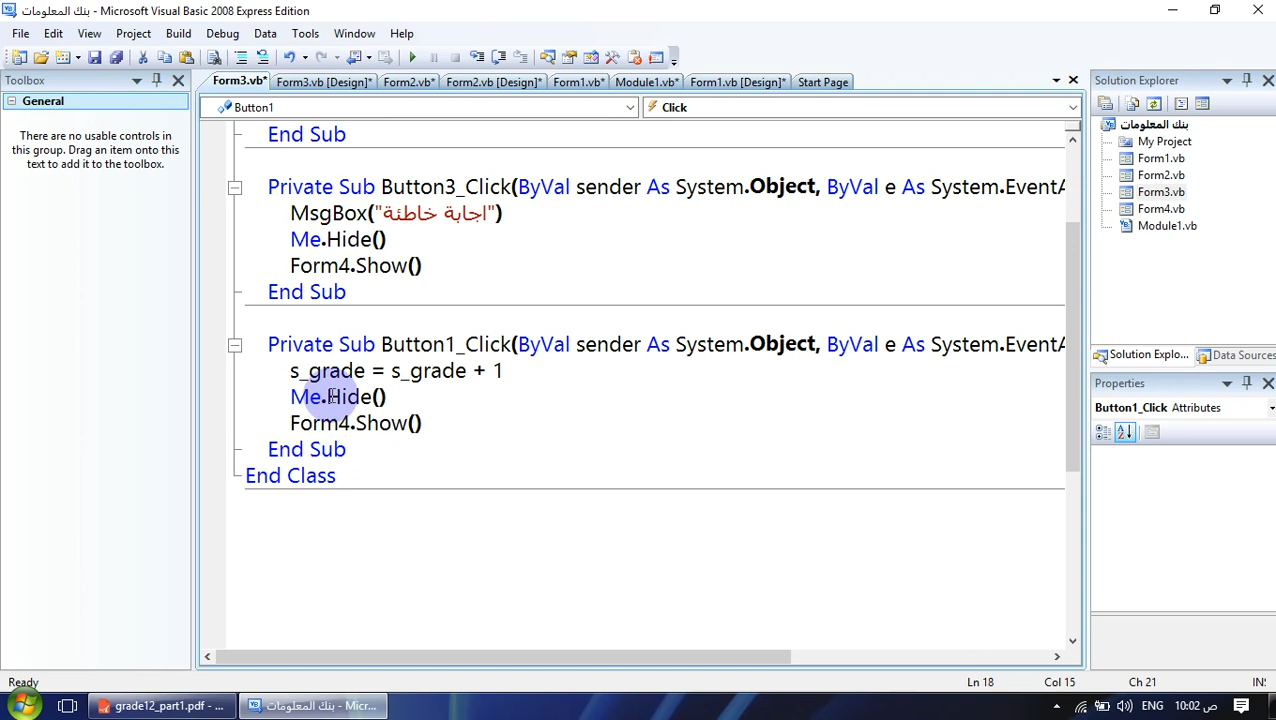 بنك المعلومات - Microsoft Visual Basic 2008 Express Edition
File Edit View Project Build Debug Data Tools Window Help
Toolbox
General
There are no usable controls in
this group. Drag an item onto this
text to add it to the toolbox.
Form3.vb* Form3.vb [Design]* Form2.vb* Form2.vb [Design]* Form1.vb* Module1.vb* Form1.vb [Design]* Start Page
Button1 Click
End Sub
Private Sub Button3_Click(ByVal sender As System.Object, ByVal e As System.EventA
MsgBox("اجابة خاطئة")
Me.Hide()
Form4.Show()
End Sub
Private Sub Button1_Click(ByVal sender As System.Object, ByVal e As System.EventA
s_grade = s_grade + 1
Me.Hide()
Form4.Show()
End Sub
End Class
Solution Explorer
بنك المعلومات
My Project
Form1.vb
Form2.vb
Form3.vb
Form4.vb
Module1.vb
Solution Explo... Data Sources
Properties
Button1_Click Attributes
Ready Ln 18 Col 15 Ch 21 INS
grade12_part1.pdf - ... بنك المعلومات - Micr... ENG 10:02 ص